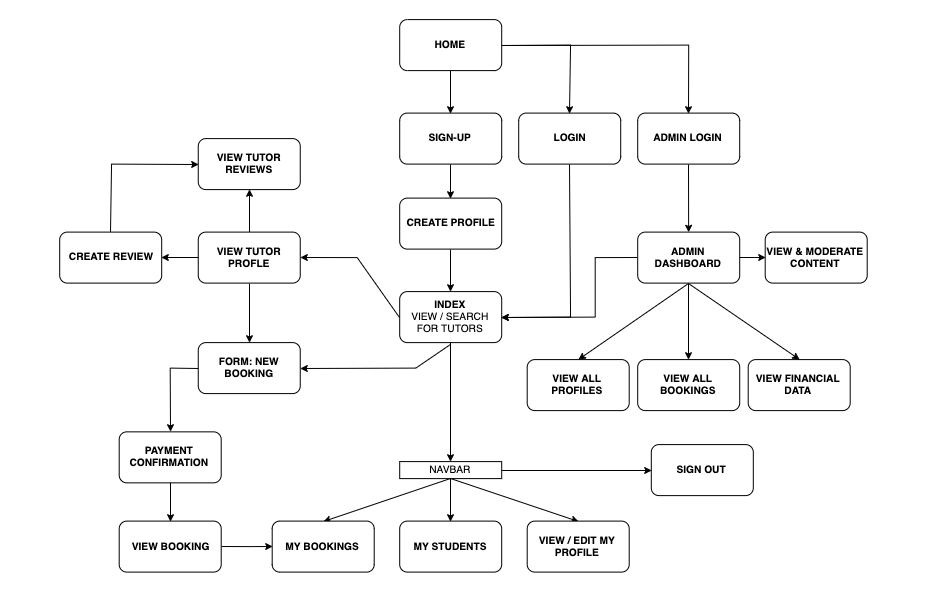 HOME
SIGN-UP
LOGIN
ADMIN LOGIN
VIEW TUTOR
REVIEWS
CREATE PROFILE
CREATE REVIEW
VIEW TUTOR
PROFLE
ADMIN
DASHBOARD
VIEW & MODERATE
CONTENT
INDEX
VIEW / SEARCH
FOR TUTORS
FORM: NEW
BOOKING
VIEW ALL
PROFILES
VIEW ALL
BOOKINGS
VIEW FINANCIAL
DATA
PAYMENT
CONFIRMATION
NAVBAR
SIGN OUT
VIEW BOOKING
MY BOOKINGS
MY STUDENTS
VIEW / EDIT MY
PROFILE